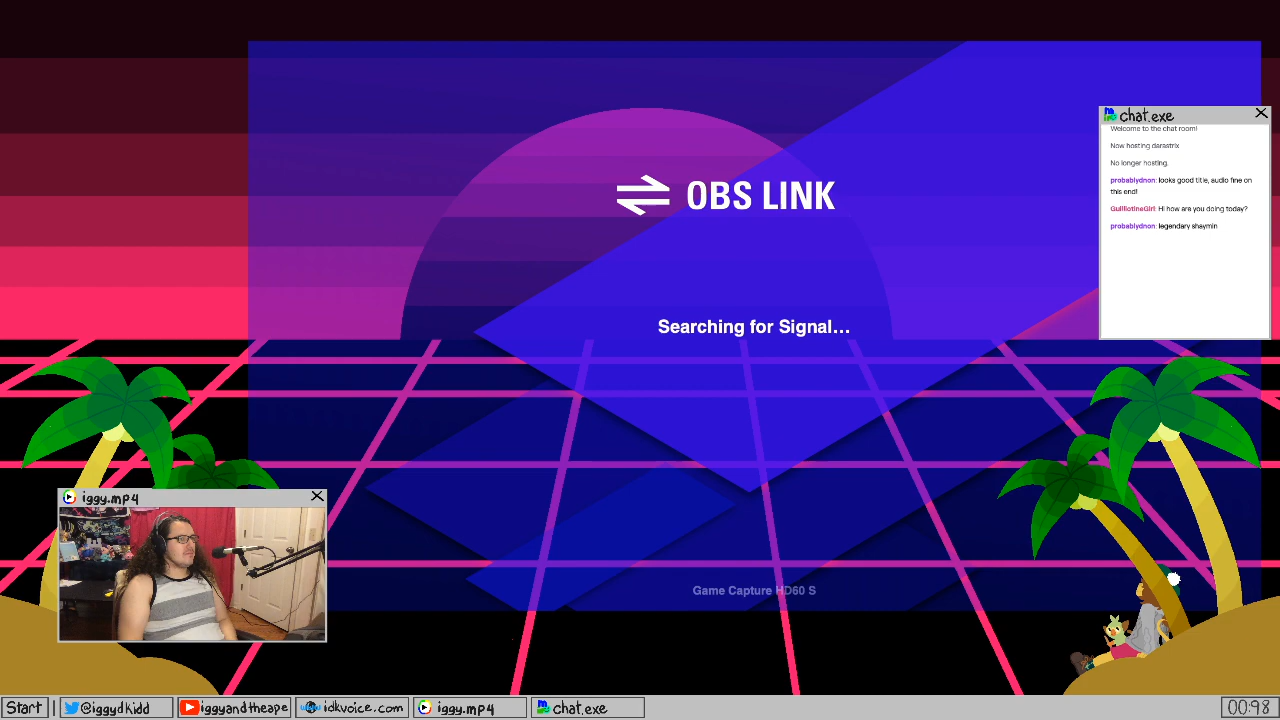 OBS LINK
Searching for Signal...
Game Capture HD60 S
chat.exe
Welcome to the chat room!
Now hosting darastrix
No longer hosting.
probablydnon: looks good title, audio fine on
this end!
GuilliotineGirl: Hi how are you doing today?
probablydnon: legendary shaymin
iggy.mp4
Start
@iggydkidd
iggyandtheape
idkvoice.com
iggy.mp4
chat.exe
00:98